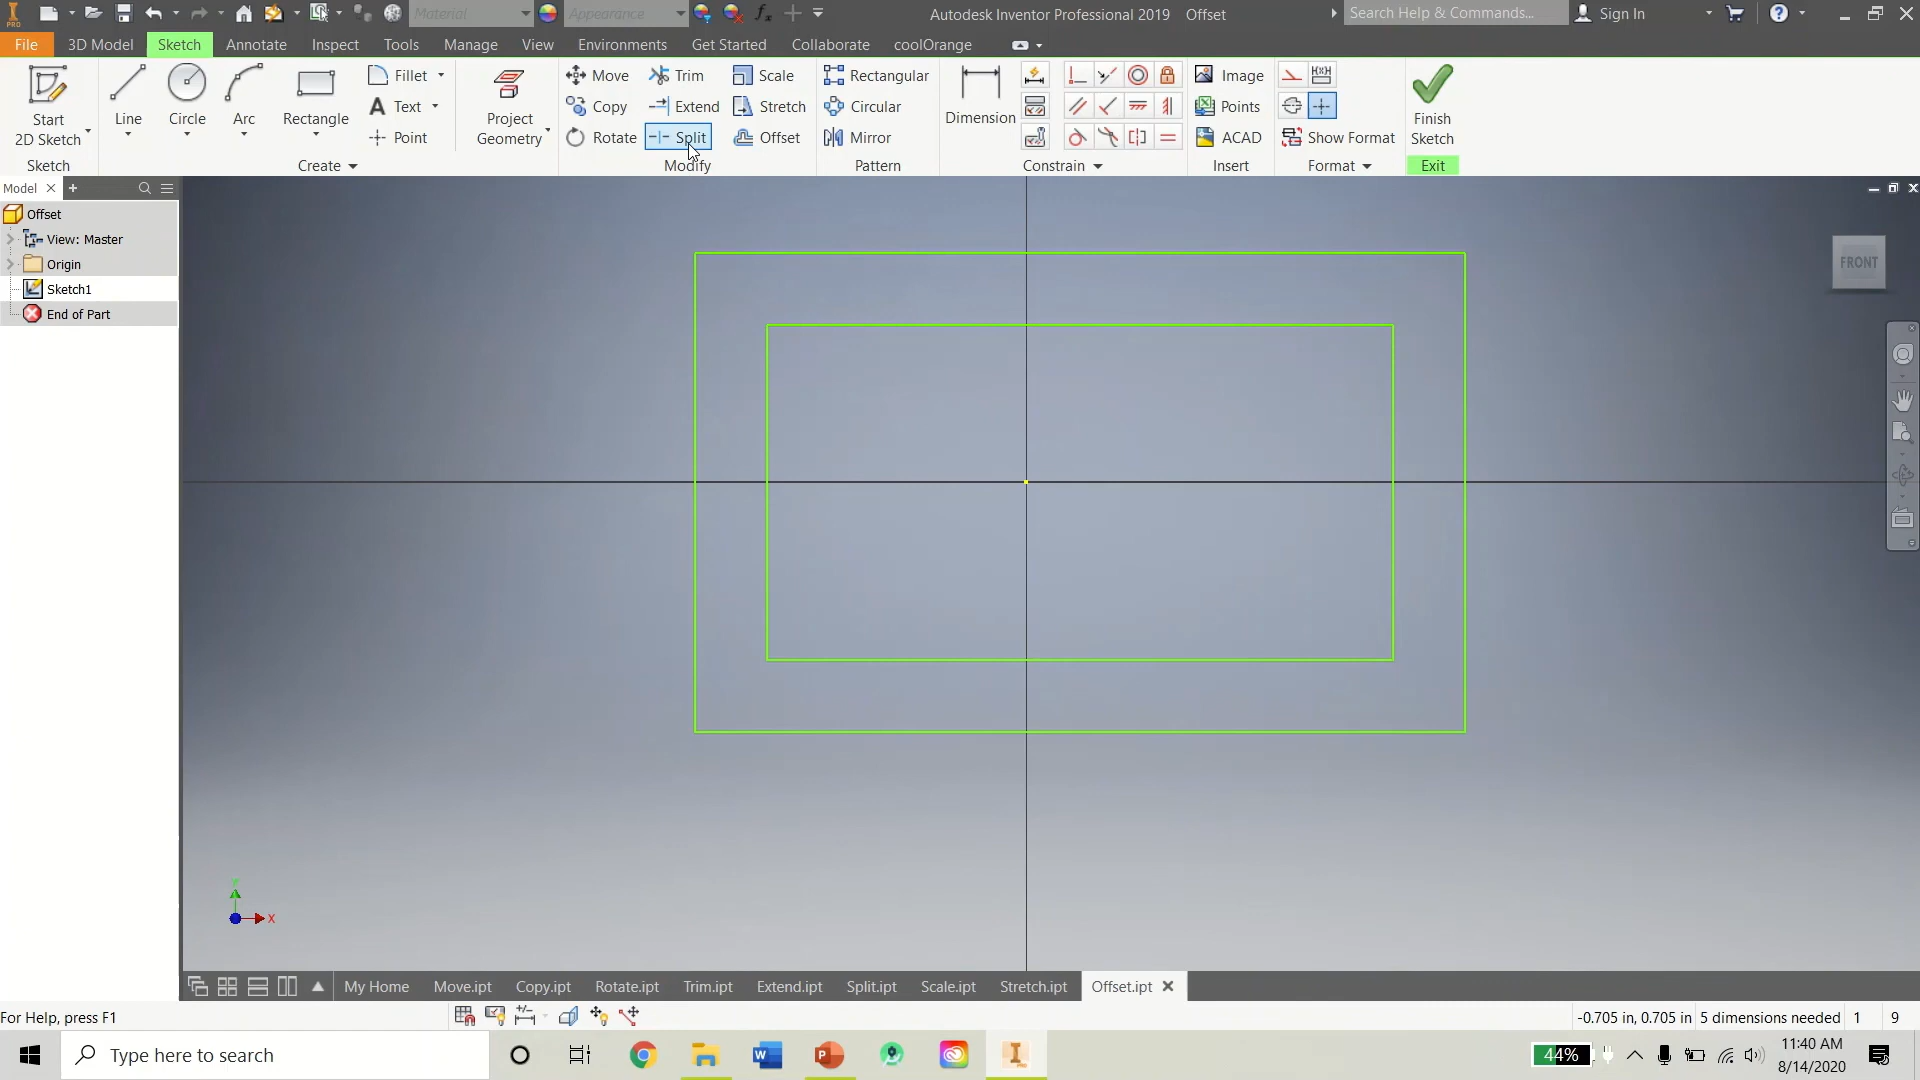 PRO
Material
Appearance
Autodesk Inventor Professional 2019 Offset
Search Help & Commands...
Sign In
File 3D Model Sketch Annotate Inspect Tools Manage View Environments Get Started Collaborate coolOrange
Start
2D Sketch
Line
Circle
Arc
Rectangle
Fillet
Text
Point
Project
Geometry
Move
Copy
Rotate
Trim
Extend
Split
Scale
Stretch
Offset
Rectangular
Circular
Mirror
Dimension
Image
Points
ACAD
Show Format
Finish
Sketch
Sketch Create Modify Pattern Constrain Insert Format Exit
Model
Offset
View: Master
Origin
Sketch1
End of Part
FRONT
Y
X
My Home Move.ipt Copy.ipt Rotate.ipt Trim.ipt Extend.ipt Split.ipt Scale.ipt Stretch.ipt Offset.ipt
For Help, press F1
-0.705 in, 0.705 in 5 dimensions needed 1 9
Type here to search
44%
11:40 AM
8/14/2020